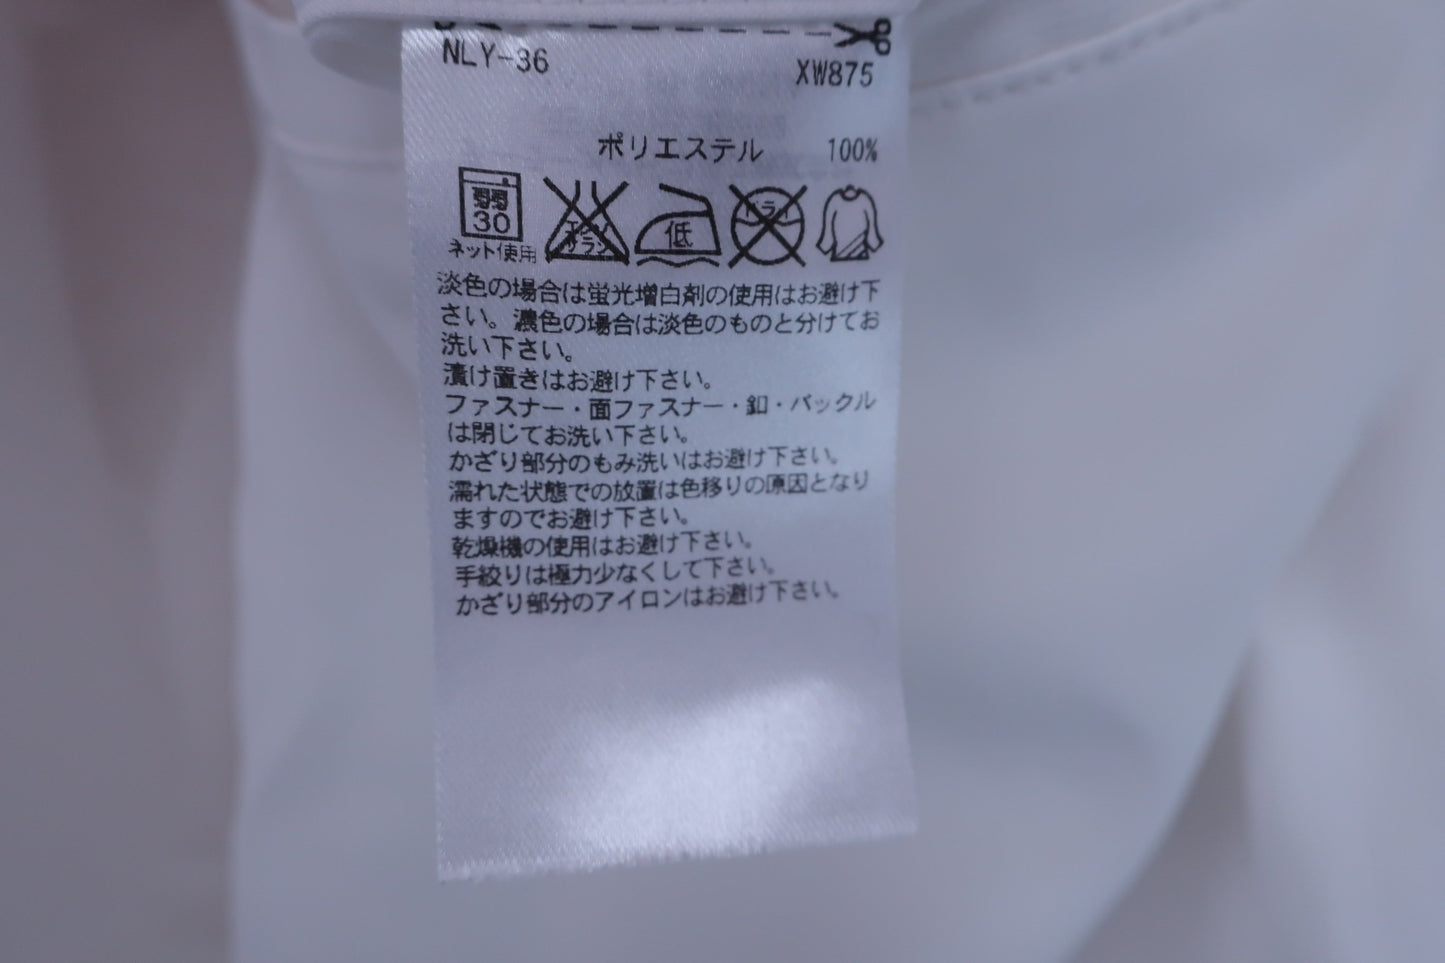 NLY-36
XW875
ポリエステル 100%
弱
30
ネット使用
エンソ
サラシ
低
ドライ
淡色の場合は蛍光増白剤の使用はお避け下
さい。濃色の場合は淡色のものと分けてお
洗い下さい。
漬け置きはお避け下さい。
ファスナー・面ファスナー・釦・バックル
は閉じてお洗い下さい。
かざり部分のもみ洗いはお避け下さい。
濡れた状態での放置は色移りの原因となり
ますのでお避け下さい。
乾燥機の使用はお避け下さい。
手絞りは極力少なくして下さい。
かざり部分のアイロンはお避け下さい。